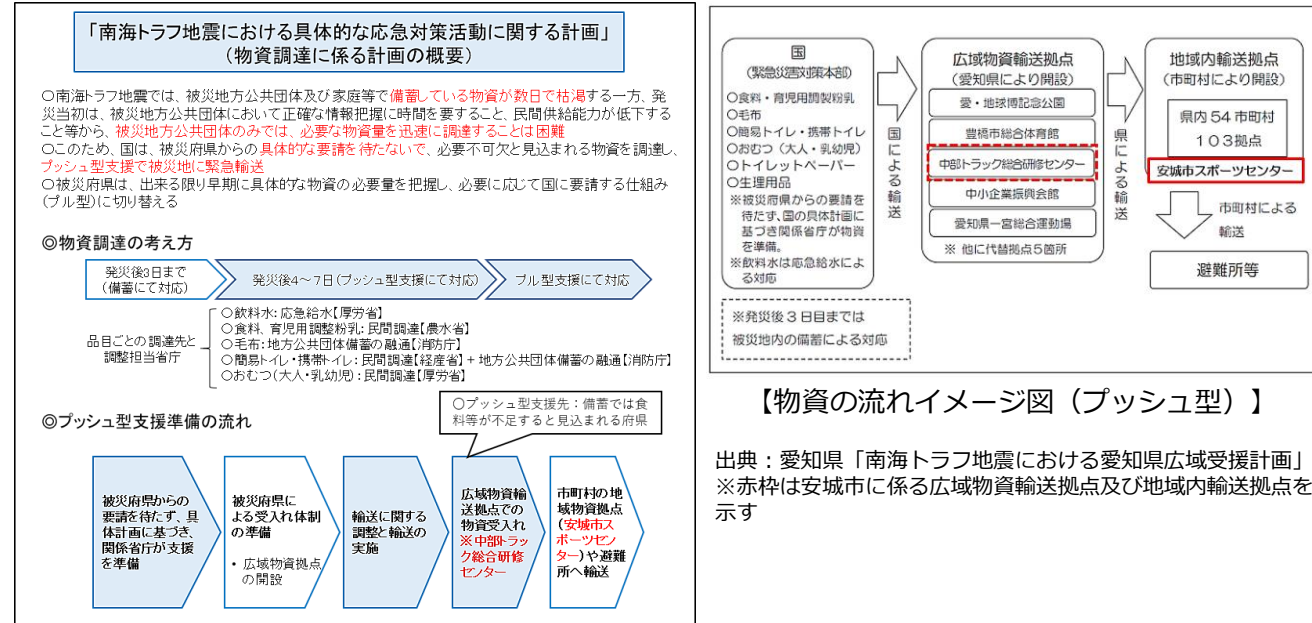 「南海トラフ地震における具体的な応急対策活動に関する計画」
(物資調達に係る計画の概要)
○南海トラフ地震では、被災地方公共団体及び家庭等で備蓄している物資が数日で枯渇する一方、発
災当初は、被災地方公共団体において正確な情報把握に時間を要すること、民間供給能力が低下する
こと等から、被災地方公共団体のみでは、必要な物資量を迅速に調達することは困難
○このため、国は、被災府県からの具体的な要請を待たないで、必要不可欠と見込まれる物資を調達し、
プッシュ型支援で被災地に緊急輸送
○被災府県は、出来る限り早期に具体的な物資の必要量を把握し、必要に応じて国に要請する仕組み
(プル型)に切り替える
◎物資調達の考え方
発災後3日まで
(備蓄にて対応)
発災後4~7日(プッシュ型支援にて対応)
プル型支援にて対応
品目ごとの調達先と
調整担当省庁
○飲料水:応急給水【厚労省】
○食料、育児用調整粉乳:民間調達【農水省】
○毛布:地方公共団体備蓄の融通【消防庁】
○簡易トイレ・携帯トイレ:民間調達【経産省】+地方公共団体備蓄の融通【消防庁】
○おむつ(大人・乳幼児):民間調達【厚労省】
◎プッシュ型支援準備の流れ
○プッシュ型支援先:備蓄では食
料等が不足すると見込まれる府県
被災府県からの
要請を待たず、具
体計画に基づき、
関係省庁が支援
を準備
被災府県に
よる受入れ体制
の準備
・広域物資拠点
の開設
輸送に関する
調整と輸送の
実施
広域物資輸
送拠点での
物資受入れ
※中部トラッ
ク総合研修
センター
市町村の地
域物資拠点
(安城市ス
ポーツセン
ター)や避難
所へ輸送
国
(緊急災害対策本部)
○食料・育児用調製粉乳
○毛布
○簡易トイレ・携帯トイレ
○おむつ(大人・乳幼児)
○トイレットペーパー
○生理用品
※被災府県からの要請を
待たず、国の具体計画に
基づき関係省庁が物資
を準備。
※飲料水は応急給水によ
る対応
国による輸送
広域物資輸送拠点
(愛知県により開設)
愛・地球博記念公園
豊橋市総合体育館
中部トラック総合研修センター
中小企業振興会館
愛知県一宮総合運動場
※ 他に代替拠点5箇所
県による輸送
地域内輸送拠点
(市町村により開設)
県内54市町村
103拠点
安城市スポーツセンター
市町村による
輸送
避難所等
※発災後3日目までは
被災地内の備蓄による対応
【物資の流れイメージ図(プッシュ型)】
出典:愛知県「南海トラフ地震における愛知県広域受援計画」
※赤枠は安城市に係る広域物資輸送拠点及び地域内輸送拠点を
示す